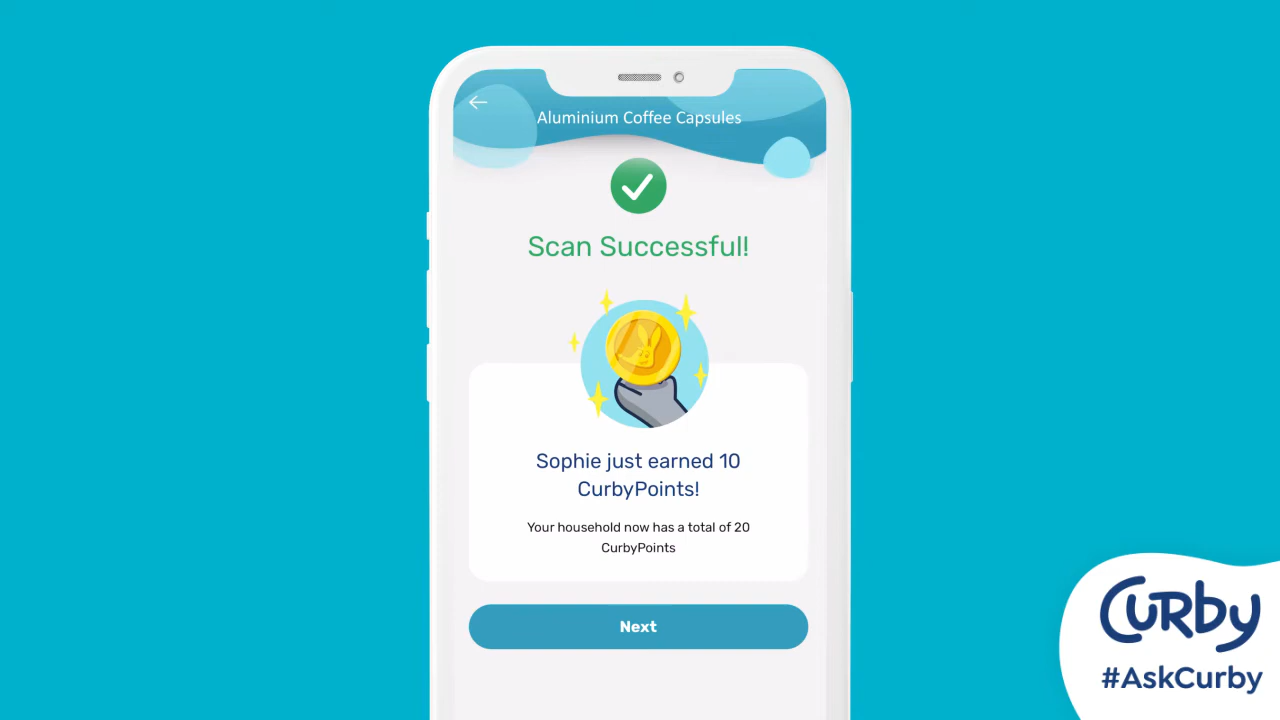 Aluminium Coffee Capsules
Scan Successful!
Sophie just earned 10
CurbyPoints!
Your household now has a total of 20
CurbyPoints
Next
Curby
#AskCurby